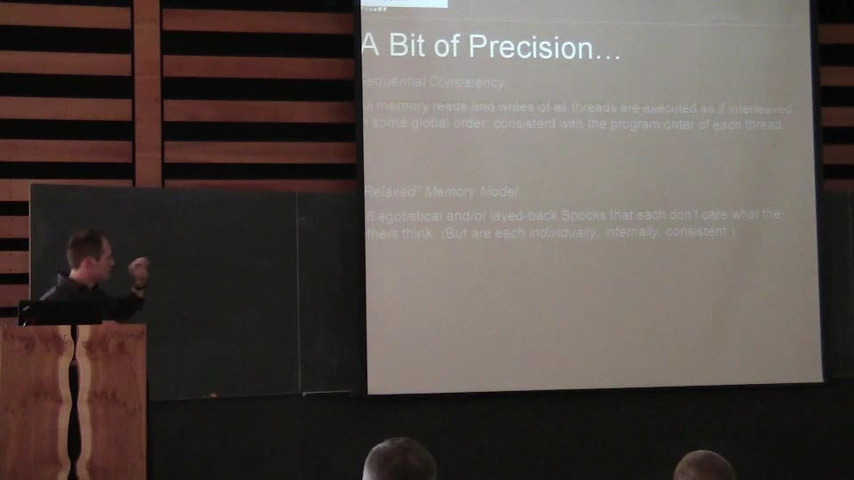 A Bit of Precision…
equential Consistency
ll memory reads and writes of all threads are executed as if interleaved
n some global order, consistent with the program order of each thread
Relaxed" Memory Model
6 egotistical and/or layed-back Spocks that each don't care what the
thers think. (But are each individually, internally, consistent.)